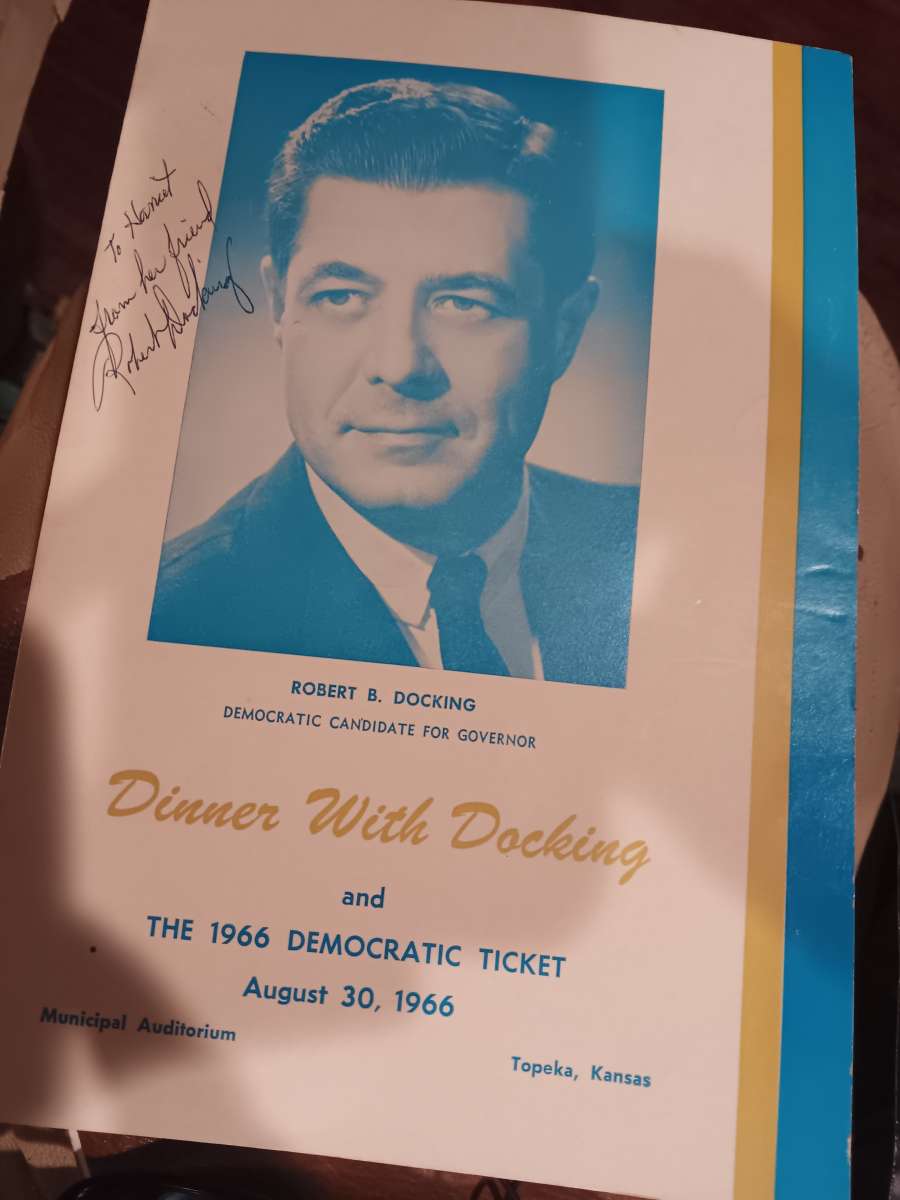 To Harriet
from her friend
Robert Docking
ROBERT B. DOCKING
DEMOCRATIC CANDIDATE FOR GOVERNOR
Dinner With Docking
and
THE 1966 DEMOCRATIC TICKET
August 30, 1966
Municipal Auditorium
Topeka, Kansas